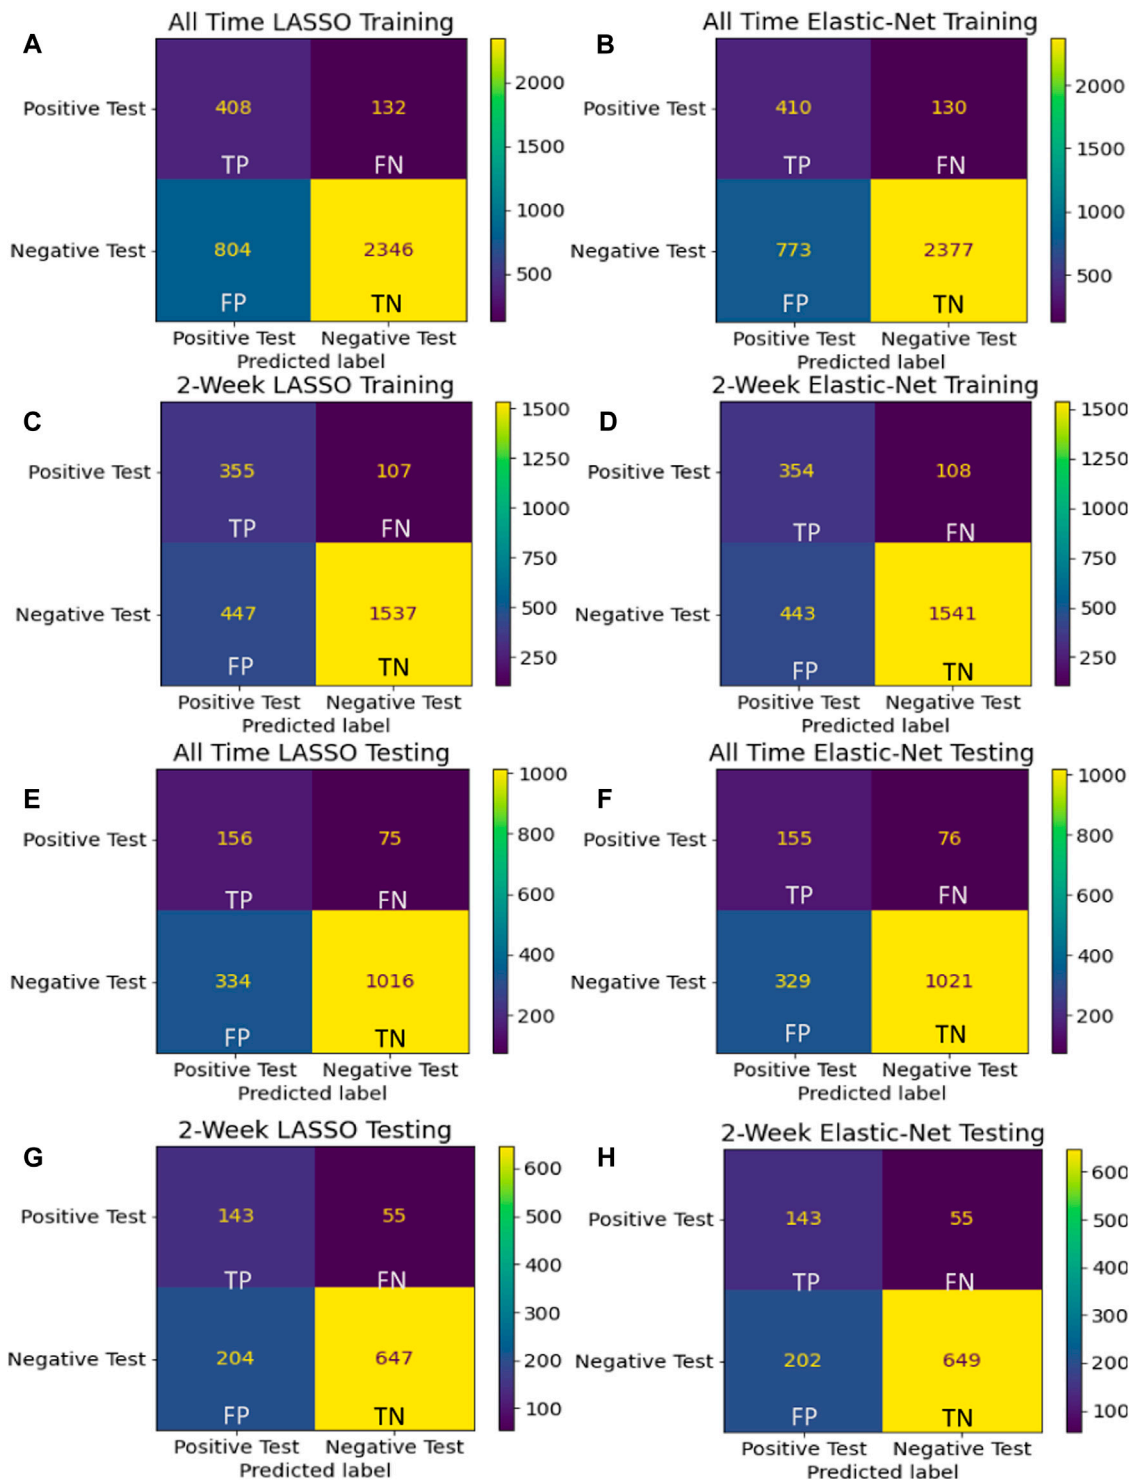 All Time LASSO Training
All Time Elastic-Net Training
A
B
2000
2000
Positive Test
408
132
Positive Test
410
130
1500
1500
TP
FN
TP
FN
1000
1000
Negative Test
804
2346
Negative Test
773
2377
500
500
FP
TN
FP
TN
Positive Test Negative Test
Positive Test Negative Test
Predicted label
Predicted label
2-Week LASSO Training
2-Week Elastic-Net Training
C
D
1500
1500
1250
1250
Positive Test
355
107
Positive Test
354
108
1000
1000
TP
FN
TP
FN
750
750
Negative Test
447
1537
Negative Test
443
1541
500
500
250
250
FP
TN
FP
TN
Positive Test Negative Test
Positive Test Negative Test
Predicted label
Predicted label
All Time LASSO Testing
All Time Elastic-Net Testing
E
F
1000
1000
800
800
Positive Test
156
75
Positive Test
155
76
600
600
TP
FN
TP
FN
400
400
Negative Test
334
1016
Negative Test
329
1021
200
200
FP
TN
FP
TN
Positive Test Negative Test
Positive Test Negative Test
Predicted label
Predicted label
2-Week LASSO Testing
2-Week Elastic-Net Testing
G
H
600
600
500
500
Positive Test
143
55
Positive Test
143
55
400
400
TP
FN
TP
FN
300
300
Negative Test
204
647
Negative Test
202
649
200
200
100
100
FP
TN
FP
TN
Positive Test Negative Test
Positive Test Negative Test
Predicted label
Predicted label